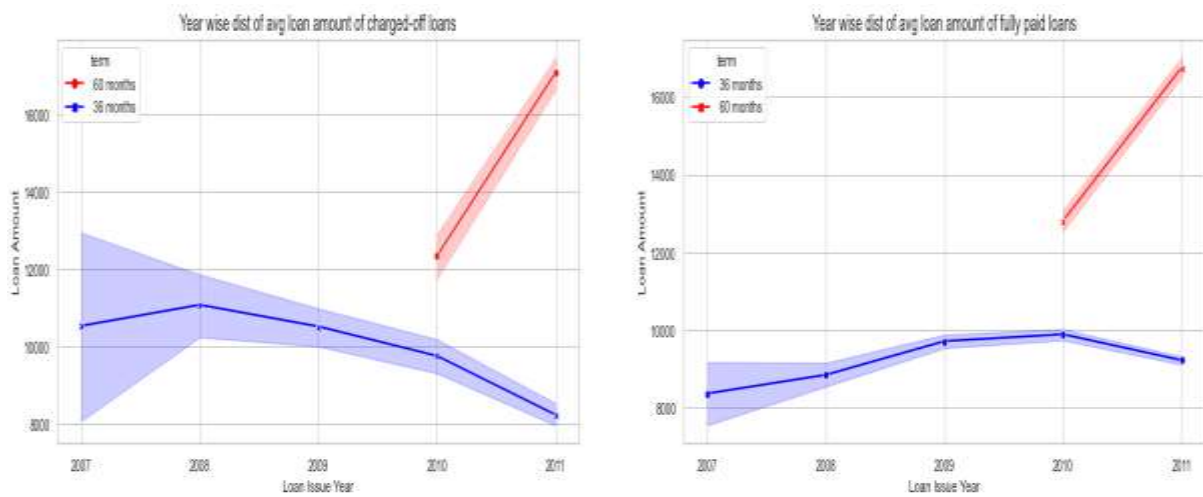 Year wise dist of avg loan amount of charged-off loans
term
60 months
36 months
Loan Amount
16000
14000
12000
10000
8000
2007 2008 2009 2010 2011
Loan Issue Year
Year wise dist of avg loan amount of fully paid loans
term
36 months
60 months
Loan Amount
16000
14000
12000
10000
8000
2007 2008 2009 2010 2011
Loan Issue Year